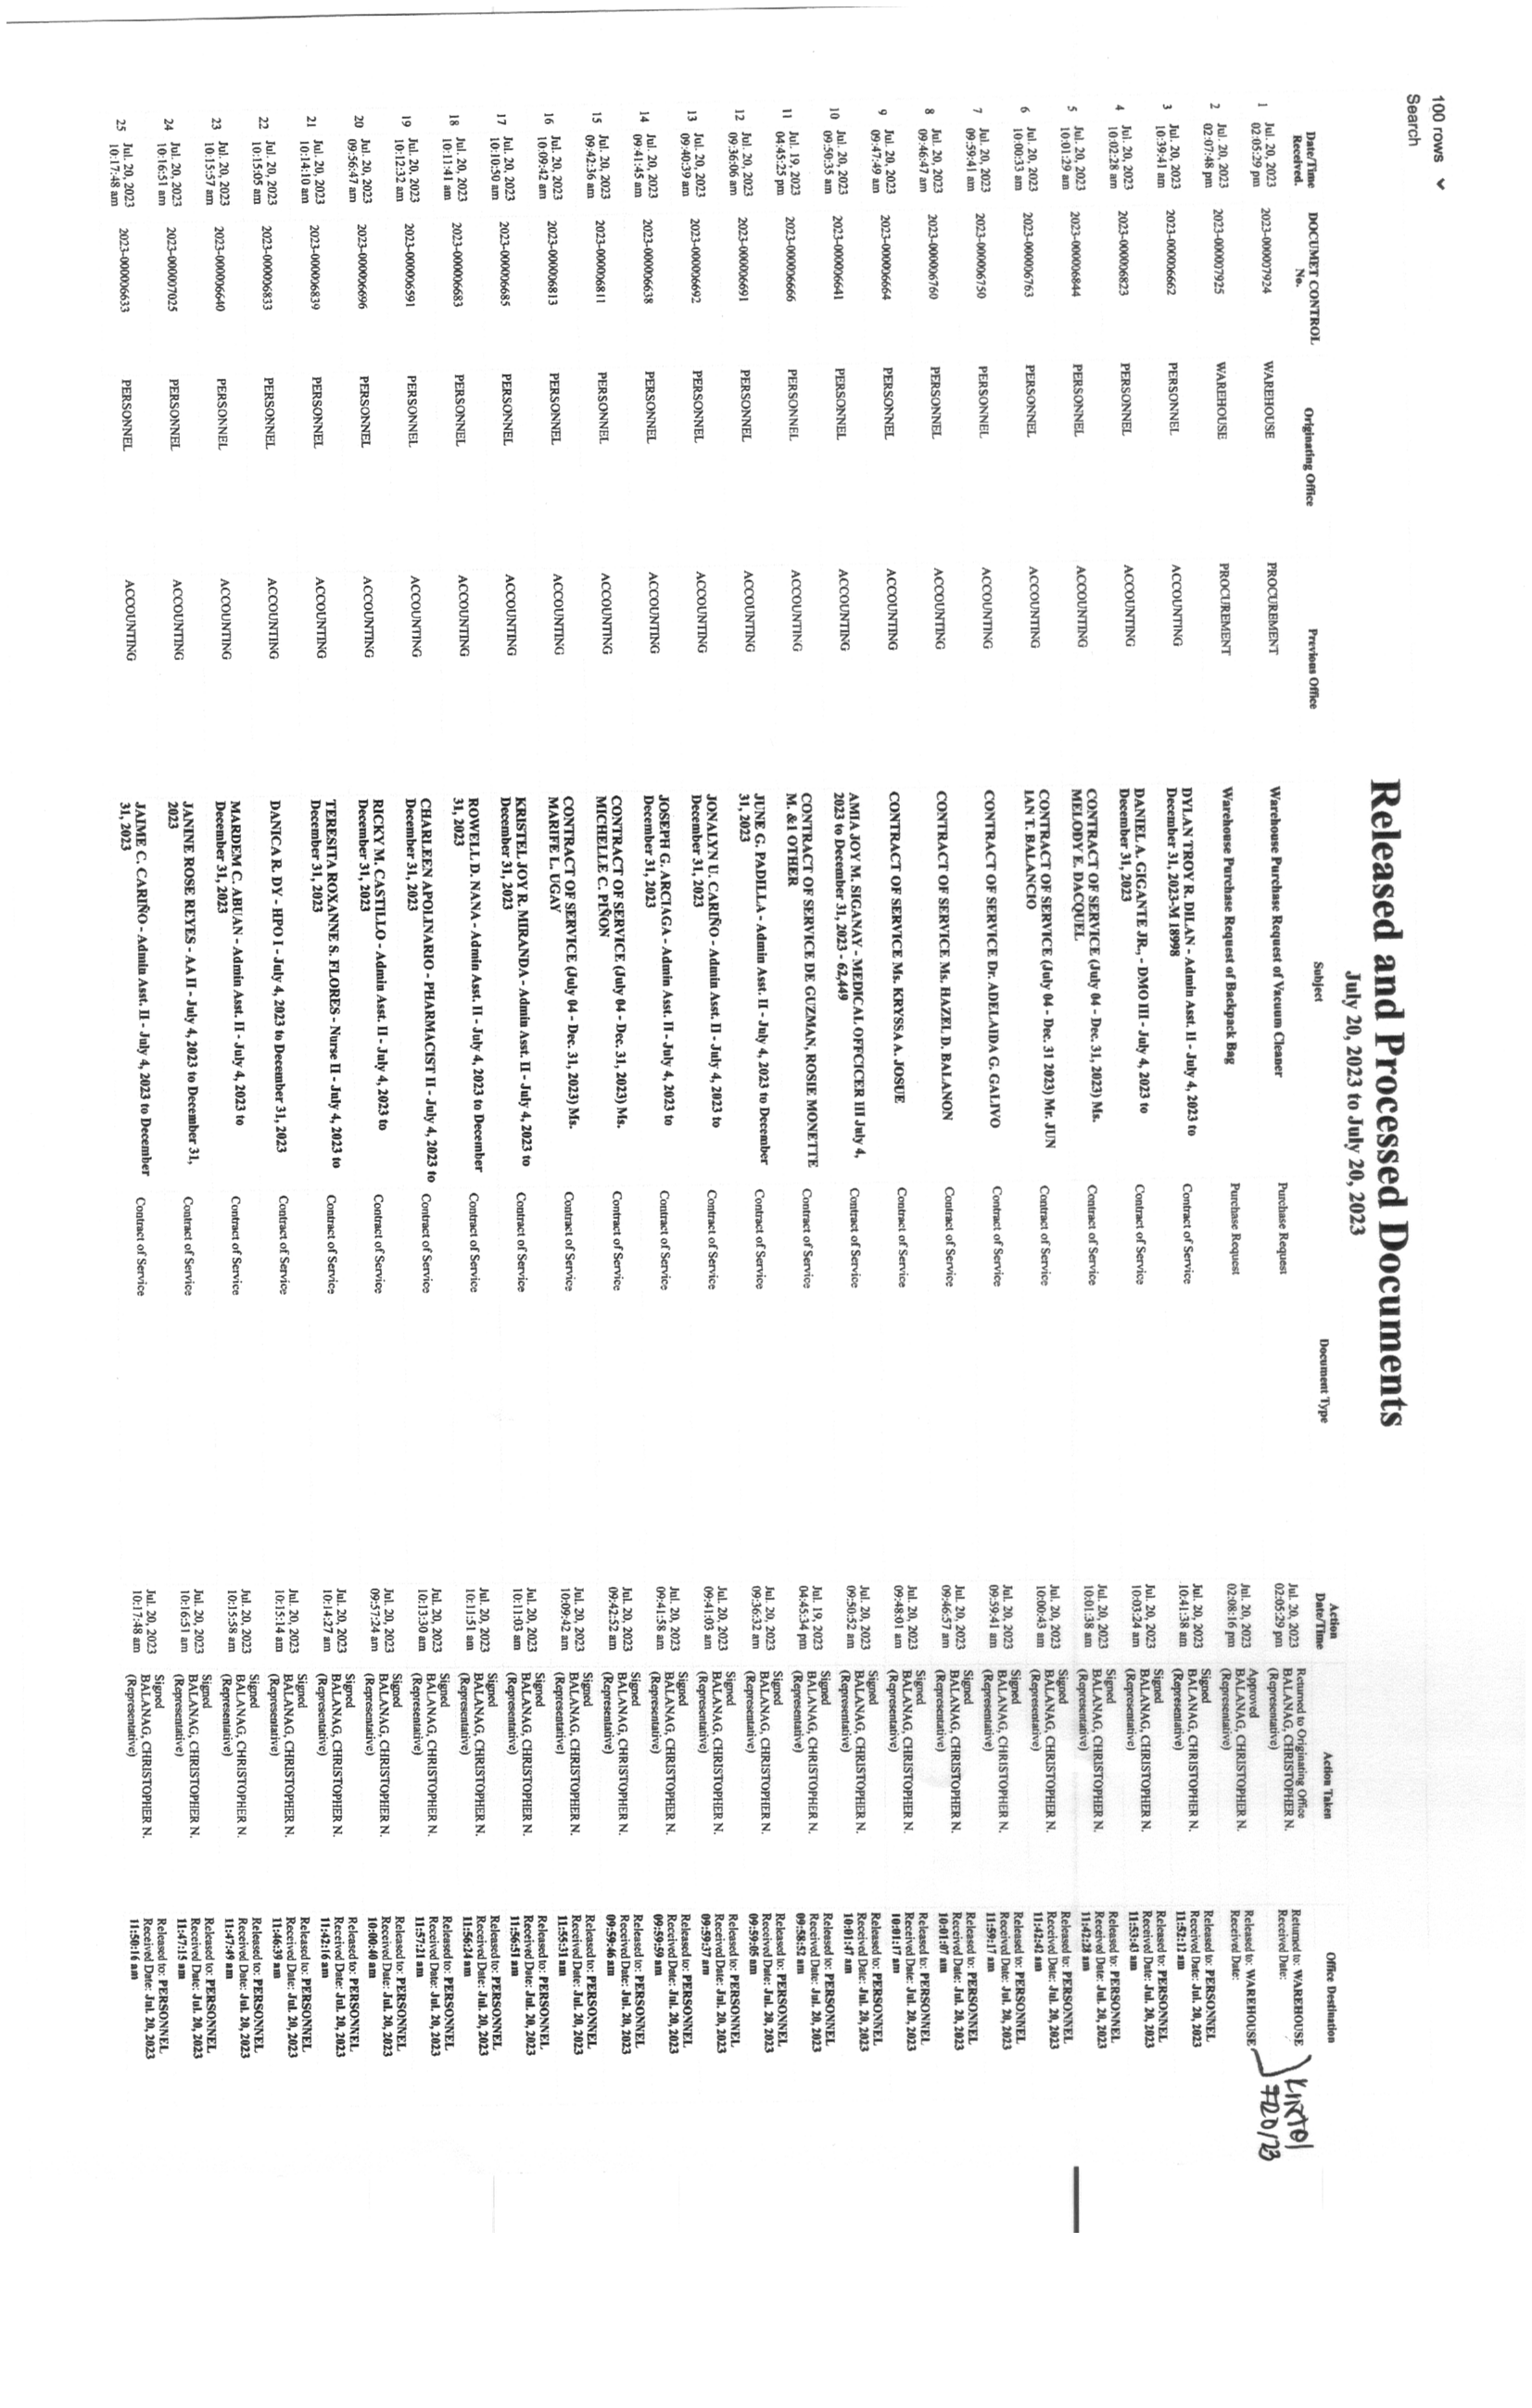 100 rows
Search
Released and Processed Documents
July 20, 2023 to July 20, 2023
Date/Time Received. DOCUMET CONTROL No. Originating Office Previous Office Subject Document Type Action Date/Time Action Taken Office Destination
1 Jul. 20, 2023 02:05:29 pm 2023-000007924 WAREHOUSE PROCUREMENT Warehouse Purchase Request of Vacuum Cleaner Purchase Request Jul. 20, 2023 02:05:29 pm Returned to Originating Office BALANAG, CHRISTOPHER N. (Representative) Returned to: WAREHOUSE Received Date:
2 Jul. 20, 2023 02:07:48 pm 2023-000007925 WAREHOUSE PROCUREMENT Warehouse Purchase Request of Backpack Bag Purchase Request Jul. 20, 2023 02:08:16 pm Approved BALANAG, CHRISTOPHER N. (Representative) Released to: WAREHOUSE Received Date:
7/20/23
3 Jul. 20, 2023 10:39:41 am 2023-000006662 PERSONNEL ACCOUNTING DYLAN TROY R. DILAN - Admin Asst. II - July 4, 2023 to December 31, 2023-M 18998 Contract of Service Jul. 20, 2023 10:41:38 am Signed BALANAG, CHRISTOPHER N. (Representative) Released to: PERSONNEL Received Date: Jul. 20, 2023 11:52:12 am
4 Jul. 20, 2023 10:02:28 am 2023-000006823 PERSONNEL ACCOUNTING DANIEL A. GIGANTE JR., - DMO III - July 4, 2023 to December 31, 2023 Contract of Service Jul. 20, 2023 10:03:24 am Signed BALANAG, CHRISTOPHER N. (Representative) Released to: PERSONNEL Received Date: Jul. 20, 2023 11:53:43 am
5 Jul. 20, 2023 10:01:29 am 2023-000006844 PERSONNEL ACCOUNTING CONTRACT OF SERVICE (July 04 - Dec. 31, 2023) Ms. MELODY E. DACQUEL Contract of Service Jul. 20, 2023 10:01:38 am Signed BALANAG, CHRISTOPHER N. (Representative) Released to: PERSONNEL Received Date: Jul. 20, 2023 11:42:28 am
6 Jul. 20, 2023 10:00:33 am 2023-000006763 PERSONNEL ACCOUNTING CONTRACT OF SERVICE (July 04 - Dec. 31 2023) Mr. JUN IAN T. BALANCIO Contract of Service Jul. 20, 2023 10:00:43 am Signed BALANAG, CHRISTOPHER N. (Representative) Released to: PERSONNEL Received Date: Jul. 20, 2023 11:42:42 am
7 Jul. 20, 2023 09:59:41 am 2023-000006750 PERSONNEL ACCOUNTING CONTRACT OF SERVICE Dr. ADELAIDA G. GALIVO Contract of Service Jul. 20, 2023 09:59:41 am Signed BALANAG, CHRISTOPHER N. (Representative) Released to: PERSONNEL Received Date: Jul. 20, 2023 11:59:17 am
8 Jul. 20, 2023 09:46:47 am 2023-000006760 PERSONNEL ACCOUNTING CONTRACT OF SERVICE Ms. HAZEL D. BALANON Contract of Service Jul. 20, 2023 09:46:57 am Signed BALANAG, CHRISTOPHER N. (Representative) Released to: PERSONNEL Received Date: Jul. 20, 2023 10:01:07 am
9 Jul. 20, 2023 09:47:49 am 2023-000006664 PERSONNEL ACCOUNTING CONTRACT OF SERVICE Ms. KRYSSA A. JOSUE Contract of Service Jul. 20, 2023 09:48:01 am Signed BALANAG, CHRISTOPHER N. (Representative) Released to: PERSONNEL Received Date: Jul. 20, 2023 10:01:17 am
10 Jul. 20, 2023 09:50:35 am 2023-000006641 PERSONNEL ACCOUNTING AMIA JOY M. SIGANAY - MEDICAL OFFCICER III July 4, 2023 to December 31, 2023 - 62,449 Contract of Service Jul. 20, 2023 09:50:52 am Signed BALANAG, CHRISTOPHER N. (Representative) Released to: PERSONNEL Received Date: Jul. 20, 2023 10:01:47 am
11 Jul. 19, 2023 04:45:25 pm 2023-000006666 PERSONNEL ACCOUNTING CONTRACT OF SERVICE DE GUZMAN, ROSIE MONETTE M. &1 OTHER Contract of Service Jul. 19, 2023 04:45:34 pm Signed BALANAG, CHRISTOPHER N. (Representative) Released to: PERSONNEL Received Date: Jul. 20, 2023 09:58:52 am
12 Jul. 20, 2023 09:36:06 am 2023-000006691 PERSONNEL ACCOUNTING JUNE G. PADILLA - Admin Asst. II - July 4, 2023 to December 31, 2023 Contract of Service Jul. 20, 2023 09:36:32 am Signed BALANAG, CHRISTOPHER N. (Representative) Released to: PERSONNEL Received Date: Jul. 20, 2023 09:59:05 am
13 Jul. 20, 2023 09:40:39 am 2023-000006692 PERSONNEL ACCOUNTING JONALYN U. CARIÑO - Admin Asst. II - July 4, 2023 to December 31, 2023 Contract of Service Jul. 20, 2023 09:41:03 am Signed BALANAG, CHRISTOPHER N. (Representative) Released to: PERSONNEL Received Date: Jul. 20, 2023 09:59:37 am
14 Jul. 20, 2023 09:41:45 am 2023-000006638 PERSONNEL ACCOUNTING JOSEPH G. ARCIAGA - Admin Asst. II - July 4, 2023 to December 31, 2023 Contract of Service Jul. 20, 2023 09:41:58 am Signed BALANAG, CHRISTOPHER N. (Representative) Released to: PERSONNEL Received Date: Jul. 20, 2023 09:59:59 am
15 Jul. 20, 2023 09:42:36 am 2023-000006811 PERSONNEL ACCOUNTING CONTRACT OF SERVICE (July 04 - Dec. 31, 2023) Ms. MICHELLE C. PIÑON Contract of Service Jul. 20, 2023 09:42:52 am Signed BALANAG, CHRISTOPHER N. (Representative) Released to: PERSONNEL Received Date: Jul. 20, 2023 09:59:46 am
16 Jul. 20, 2023 10:09:42 am 2023-000006813 PERSONNEL ACCOUNTING CONTRACT OF SERVICE (July 04 - Dec. 31, 2023) Ms. MARIFE L. UGAY Contract of Service Jul. 20, 2023 10:09:42 am Signed BALANAG, CHRISTOPHER N. (Representative) Released to: PERSONNEL Received Date: Jul. 20, 2023 11:55:31 am
17 Jul. 20, 2023 10:10:50 am 2023-000006685 PERSONNEL ACCOUNTING KRISTEL JOY R. MIRANDA - Admin Asst. II - July 4, 2023 to December 31, 2023 Contract of Service Jul. 20, 2023 10:11:03 am Signed BALANAG, CHRISTOPHER N. (Representative) Released to: PERSONNEL Received Date: Jul. 20, 2023 11:56:51 am
18 Jul. 20, 2023 10:11:41 am 2023-000006683 PERSONNEL ACCOUNTING ROWELL D. NANA - Admin Asst. II - July 4, 2023 to December 31, 2023 Contract of Service Jul. 20, 2023 10:11:51 am Signed BALANAG, CHRISTOPHER N. (Representative) Released to: PERSONNEL Received Date: Jul. 20, 2023 11:56:24 am
19 Jul. 20, 2023 10:12:32 am 2023-000006591 PERSONNEL ACCOUNTING CHARLEEN APOLINARIO - PHARMACIST II - July 4, 2023 to December 31, 2023 Contract of Service Jul. 20, 2023 10:13:30 am Signed BALANAG, CHRISTOPHER N. (Representative) Released to: PERSONNEL Received Date: Jul. 20, 2023 11:57:21 am
20 Jul. 20, 2023 09:56:47 am 2023-000006696 PERSONNEL ACCOUNTING RICKY M. CASTILLO - Admin Asst. II - July 4, 2023 to December 31, 2023 Contract of Service Jul. 20, 2023 09:57:24 am Signed BALANAG, CHRISTOPHER N. (Representative) Released to: PERSONNEL Received Date: Jul. 20, 2023 10:00:40 am
21 Jul. 20, 2023 10:14:10 am 2023-000006839 PERSONNEL ACCOUNTING TERESITA ROXANNE S. FLORES - Nurse II - July 4, 2023 to December 31, 2023 Contract of Service Jul. 20, 2023 10:14:27 am Signed BALANAG, CHRISTOPHER N. (Representative) Released to: PERSONNEL Received Date: Jul. 20, 2023 11:42:16 am
22 Jul. 20, 2023 10:15:05 am 2023-000006833 PERSONNEL ACCOUNTING DANICA R. DY - HPO I - July 4, 2023 to December 31, 2023 Contract of Service Jul. 20, 2023 10:15:14 am Signed BALANAG, CHRISTOPHER N. (Representative) Released to: PERSONNEL Received Date: Jul. 20, 2023 11:46:39 am
23 Jul. 20, 2023 10:15:57 am 2023-000006640 PERSONNEL ACCOUNTING MARDEM C. ABUAN - Admin Asst. II - July 4, 2023 to December 31, 2023 Contract of Service Jul. 20, 2023 10:15:58 am Signed BALANAG, CHRISTOPHER N. (Representative) Released to: PERSONNEL Received Date: Jul. 20, 2023 11:47:49 am
24 Jul. 20, 2023 10:16:51 am 2023-000007025 PERSONNEL ACCOUNTING JANINE ROSE REYES - AA II - July 4, 2023 to December 31, 2023 Contract of Service Jul. 20, 2023 10:16:51 am Signed BALANAG, CHRISTOPHER N. (Representative) Released to: PERSONNEL Received Date: Jul. 20, 2023 11:47:15 am
25 Jul. 20, 2023 10:17:48 am 2023-000006633 PERSONNEL ACCOUNTING JAIME C. CARIÑO - Admin Asst. II - July 4, 2023 to December 31, 2023 Contract of Service Jul. 20, 2023 10:17:48 am Signed BALANAG, CHRISTOPHER N. (Representative) Released to: PERSONNEL Received Date: Jul. 20, 2023 11:50:16 am